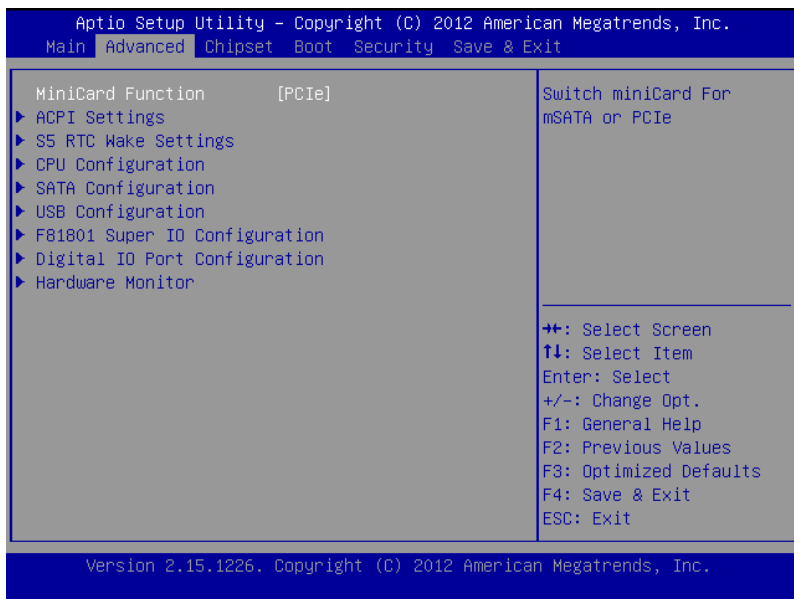 Aptio Setup Utility – Copyright (C) 2012 American Megatrends, Inc.
Main Advanced Chipset Boot Security Save & Exit
MiniCard Function [PCIe]
▶ ACPI Settings
▶ S5 RTC Wake Settings
▶ CPU Configuration
▶ SATA Configuration
▶ USB Configuration
▶ F81801 Super IO Configuration
▶ Digital IO Port Configuration
▶ Hardware Monitor
Switch miniCard For
mSATA or PCIe
→←: Select Screen
↑↓: Select Item
Enter: Select
+/-: Change Opt.
F1: General Help
F2: Previous Values
F3: Optimized Defaults
F4: Save & Exit
ESC: Exit
Version 2.15.1226. Copyright (C) 2012 American Megatrends, Inc.